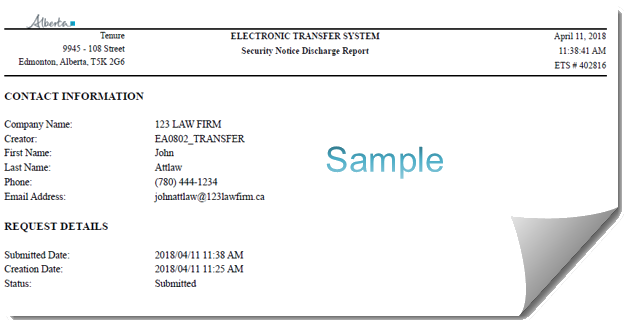 Alberta
Tenure
9945 - 108 Street
Edmonton, Alberta, T5K 2G6
ELECTRONIC TRANSFER SYSTEM
Security Notice Discharge Report
April 11, 2018
11:38:41 AM
ETS # 402816
CONTACT INFORMATION
Company Name: 123 LAW FIRM
Creator: EA0802_TRANSFER
First Name: John
Last Name: Attlaw
Phone: (780) 444-1234
Email Address: johnattlaw@123lawfirm.ca
Sample
REQUEST DETAILS
Submitted Date: 2018/04/11 11:38 AM
Creation Date: 2018/04/11 11:25 AM
Status: Submitted